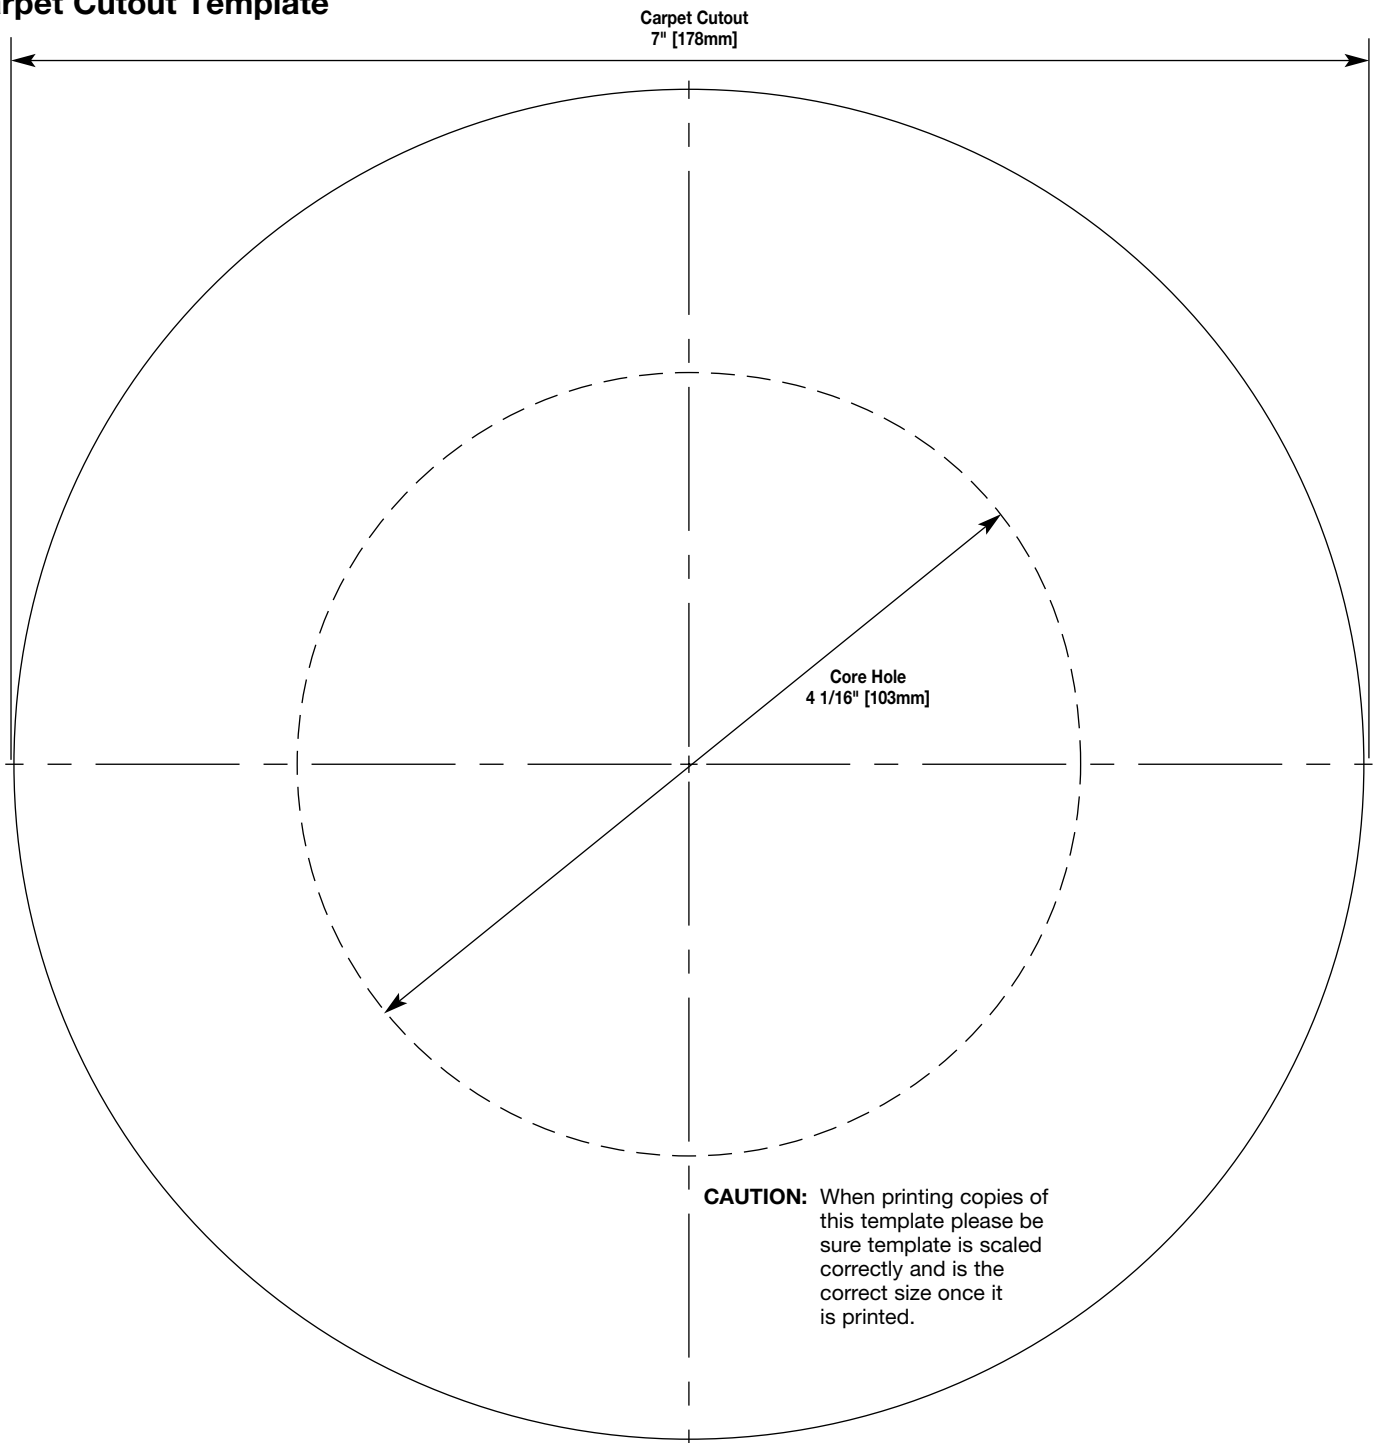 Cutout Template
Carpet Cutout
7" [178mm]
Core Hole
4 1/16" [103mm]
CAUTION: When printing copies of
this template please be
sure template is scaled
correctly and is the
correct size once it
is printed.